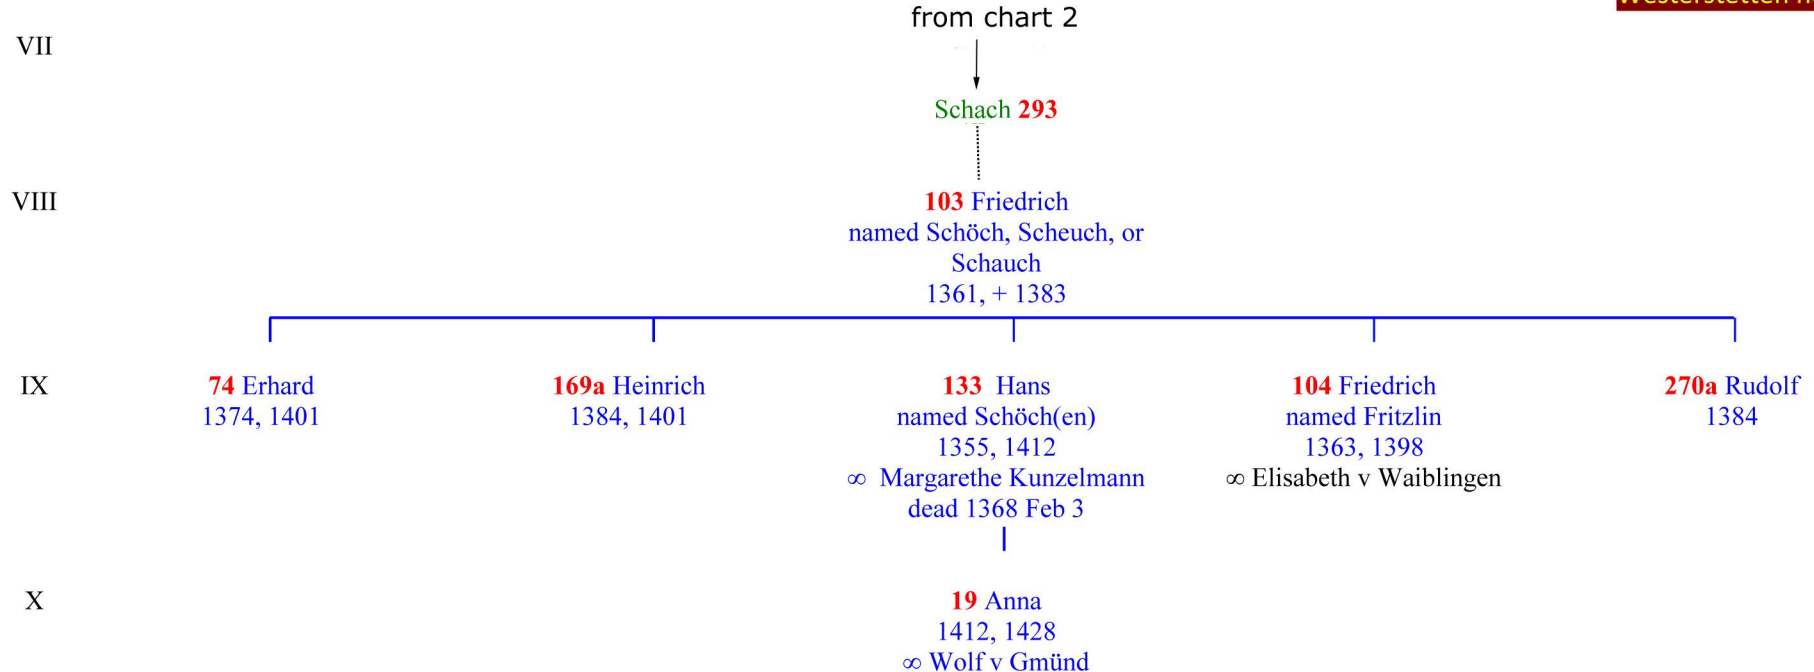 from chart 2
VII
Schach 293
VIII
103 Friedrich
named Schöch, Scheuch, or
Schauch
1361, + 1383
IX
74 Erhard
1374, 1401
169a Heinrich
1384, 1401
133 Hans
named Schöch(en)
1355, 1412
∞ Margarethe Kunzelmann
dead 1368 Feb 3
104 Friedrich
named Fritzlin
1363, 1398
∞ Elisabeth v Waiblingen
270a Rudolf
1384
X
19 Anna
1412, 1428
∞ Wolf v Gmünd